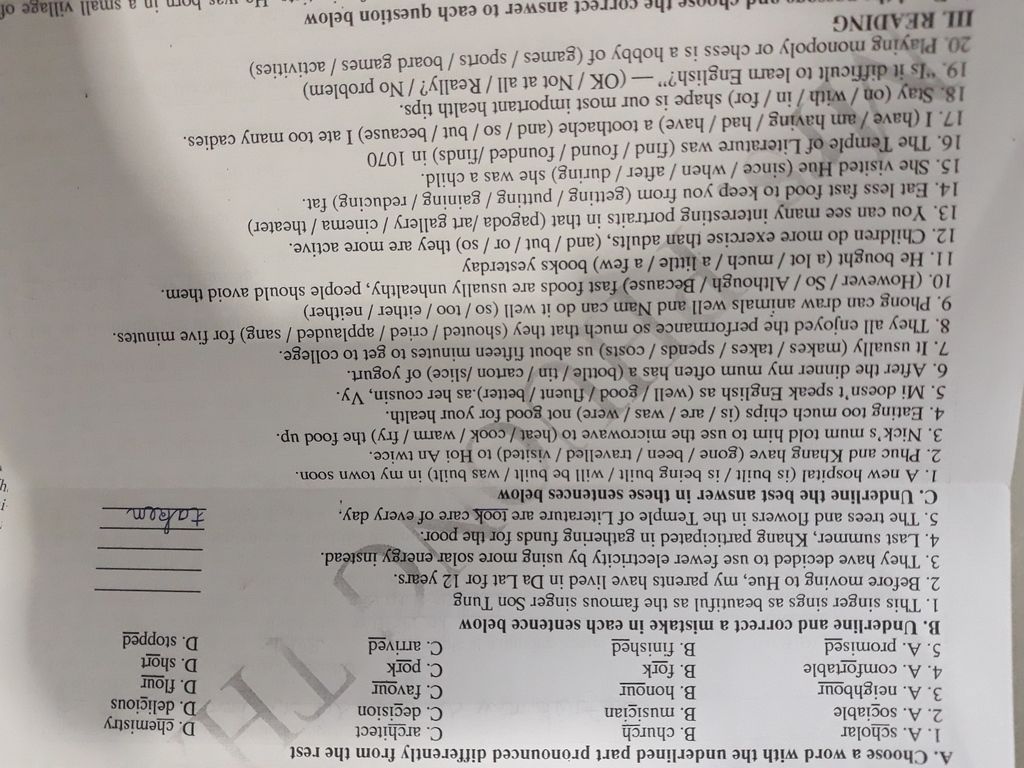 A. Choose a word with the underlined part pronounced differently from the rest
1. A. scholar B. church C. architect D. chemistry
2. A. sociable B. musician C. decision D. delicious
3. A. neighbour B. honour C. favour D. flour
4. A. comfortable B. fork C. pork D. short
5. A. promised B. finished C. arrived D. stopped
B. Underline and correct a mistake in each sentence below
1. This singer sings as beautiful as the famous singer Son Tung
2. Before moving to Hue, my parents have lived in Da Lat for 12 years.
3. They have decided to use fewer electricity by using more solar energy instead.
4. Last summer, Khang participated in gathering funds for the poor.
5. The trees and flowers in the Temple of Literature are took care of every day, taken
C. Underline the best answer in these sentences below
1. A new hospital (is built / is being built / will be built / was built) in my town soon.
2. Phuc and Khang have (gone / been / travelled / visited) to Hoi An twice.
3. Nick's mum told him to use the microwave to (heat / cook / warm / fry) the food up.
4. Eating too much chips (is / are / was / were) not good for your health.
5. Mi doesn't speak English as (well / good / fluent / better).as her cousin, Vy.
6. After the dinner my mum often has a (bottle / tin / carton /slice) of yogurt.
7. It usually (makes / takes / spends / costs) us about fifteen minutes to get to college.
8. They all enjoyed the performance so much that they (shouted / cried / applauded / sang) for five minutes.
9. Phong can draw animals well and Nam can do it well (so / too / either / neither)
10. (However / So / Although / Because) fast foods are usually unhealthy, people should avoid them.
11. He bought (a lot / much / a little / a few) books yesterday
12. Children do more exercise than adults, (and / but / or / so) they are more active.
13. You can see many interesting portraits in that (pagoda /art gallery / cinema / theater)
14. Eat less fast food to keep you from (getting / putting / gaining / reducing) fat.
15. She visited Hue (since / when / after / during) she was a child.
16. The Temple of Literature was (find / found / founded /finds) in 1070
17. I (have / am having / had / have) a toothache (and / so / but / because) I ate too many cadies.
18. Stay (on / with / in / for) shape is our most important health tips.
19. "Is it difficult to learn English?" — (OK / Not at all / Really? / No problem)
20. Playing monopoly or chess is a hobby of (games / sports / board games / activities)
III. READING
and choose the correct answer to each question below
He was born in a small village of